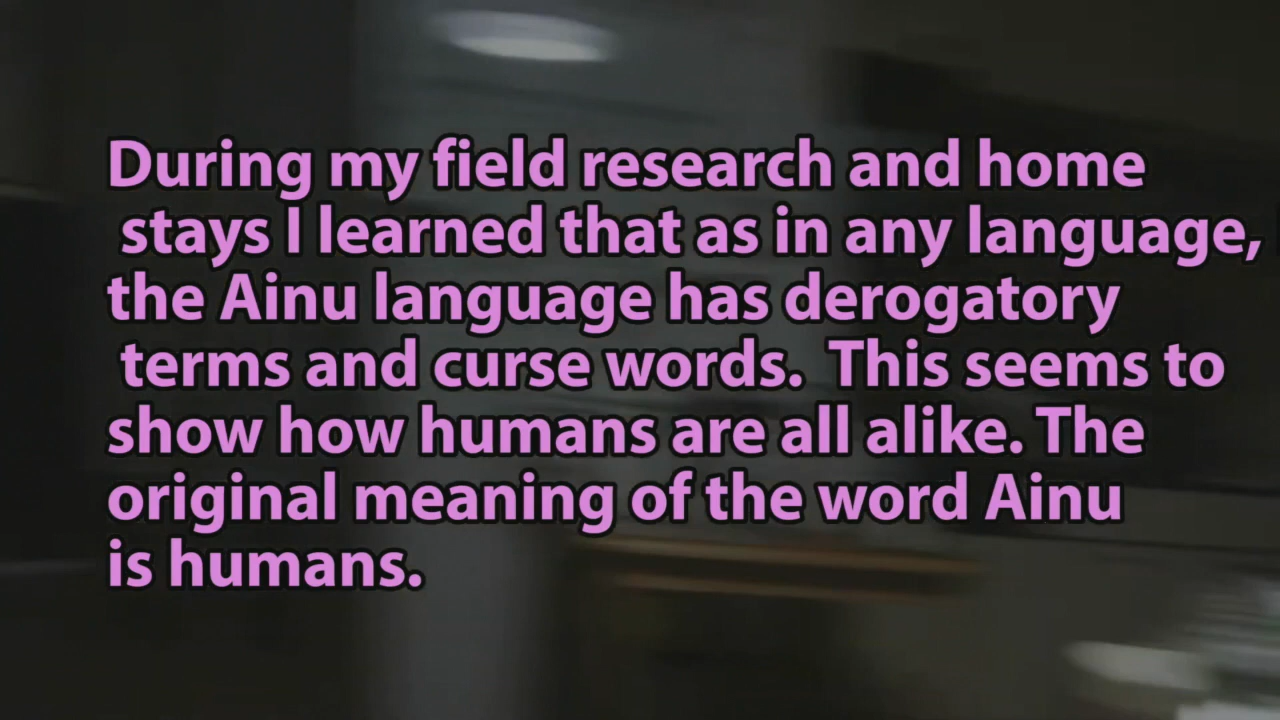 During my field research and home
stays I learned that as in any language,
the Ainu language has derogatory
terms and curse words.  This seems to
show how humans are all alike. The
original meaning of the word Ainu
is humans.